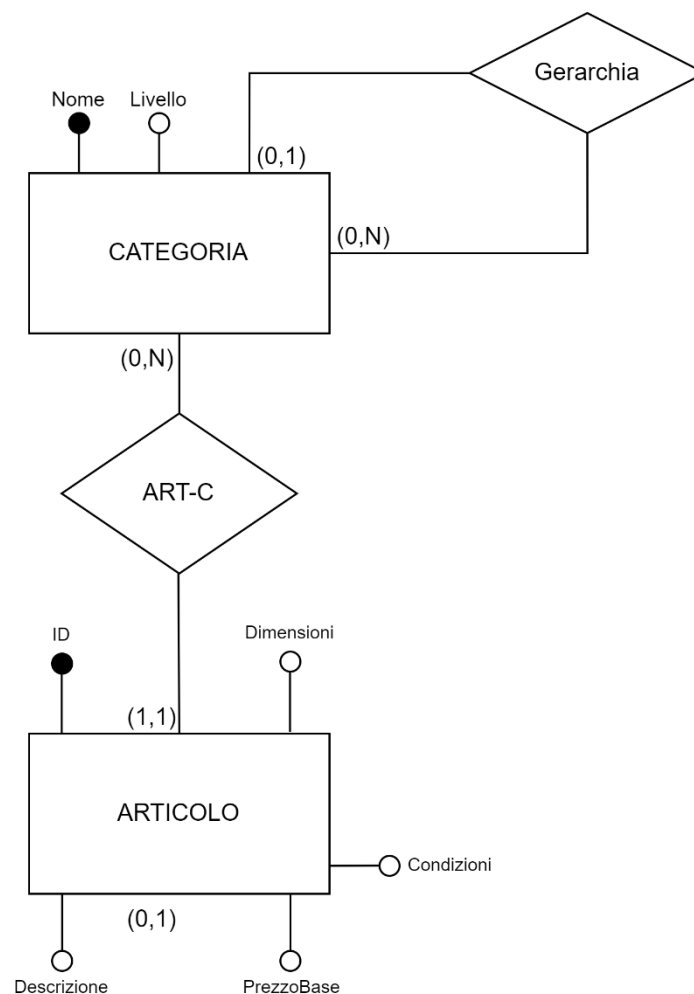 Gerarchia
Nome Livello
(0,1)
(0,N)
CATEGORIA
(0,N)
ART-C
ID
Dimensioni
(1,1)
ARTICOLO
Condizioni
(0,1)
Descrizione PrezzoBase